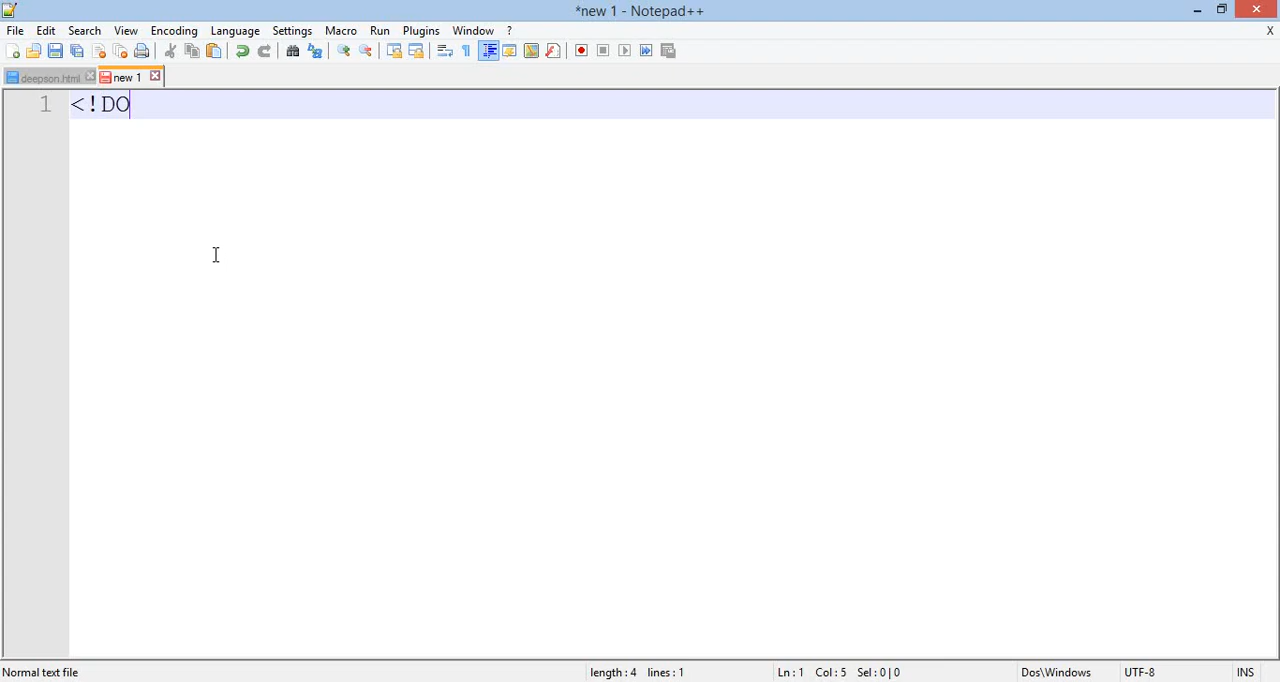 *new 1 - Notepad++
File Edit Search View Encoding Language Settings Macro Run Plugins Window ? X
deepson.html new 1
1 <!DO
Normal text file length : 4 lines : 1 Ln : 1 Col : 5 Sel : 0 | 0 Dos\Windows UTF-8 INS